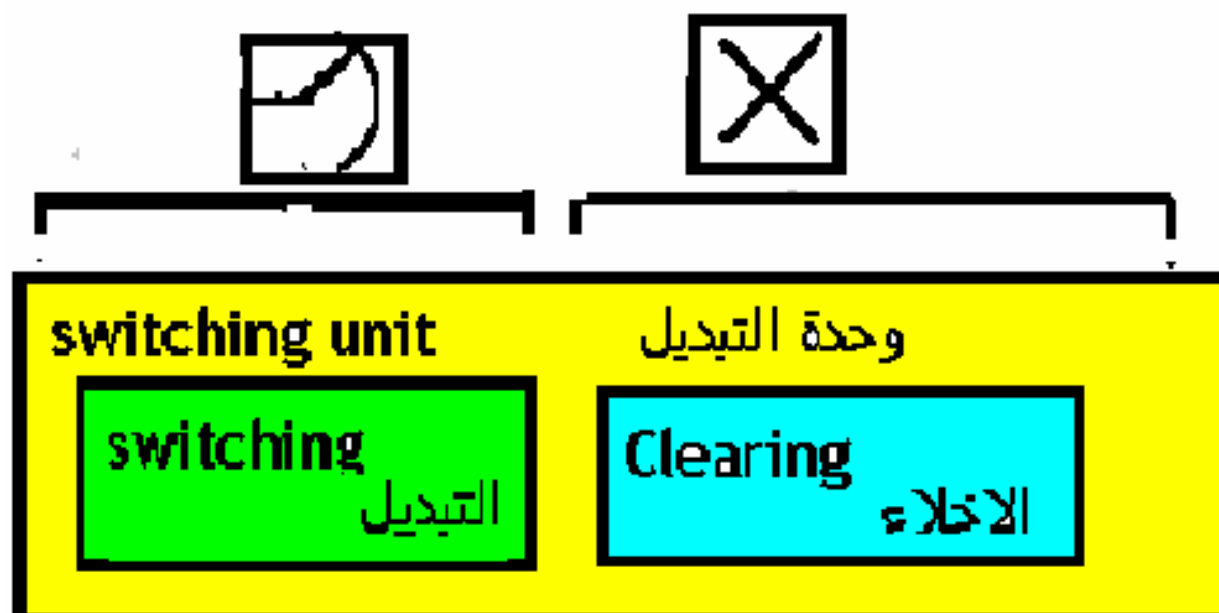 switching unit وحدة التبديل
switching
التبديل
Clearing
الاخلاء